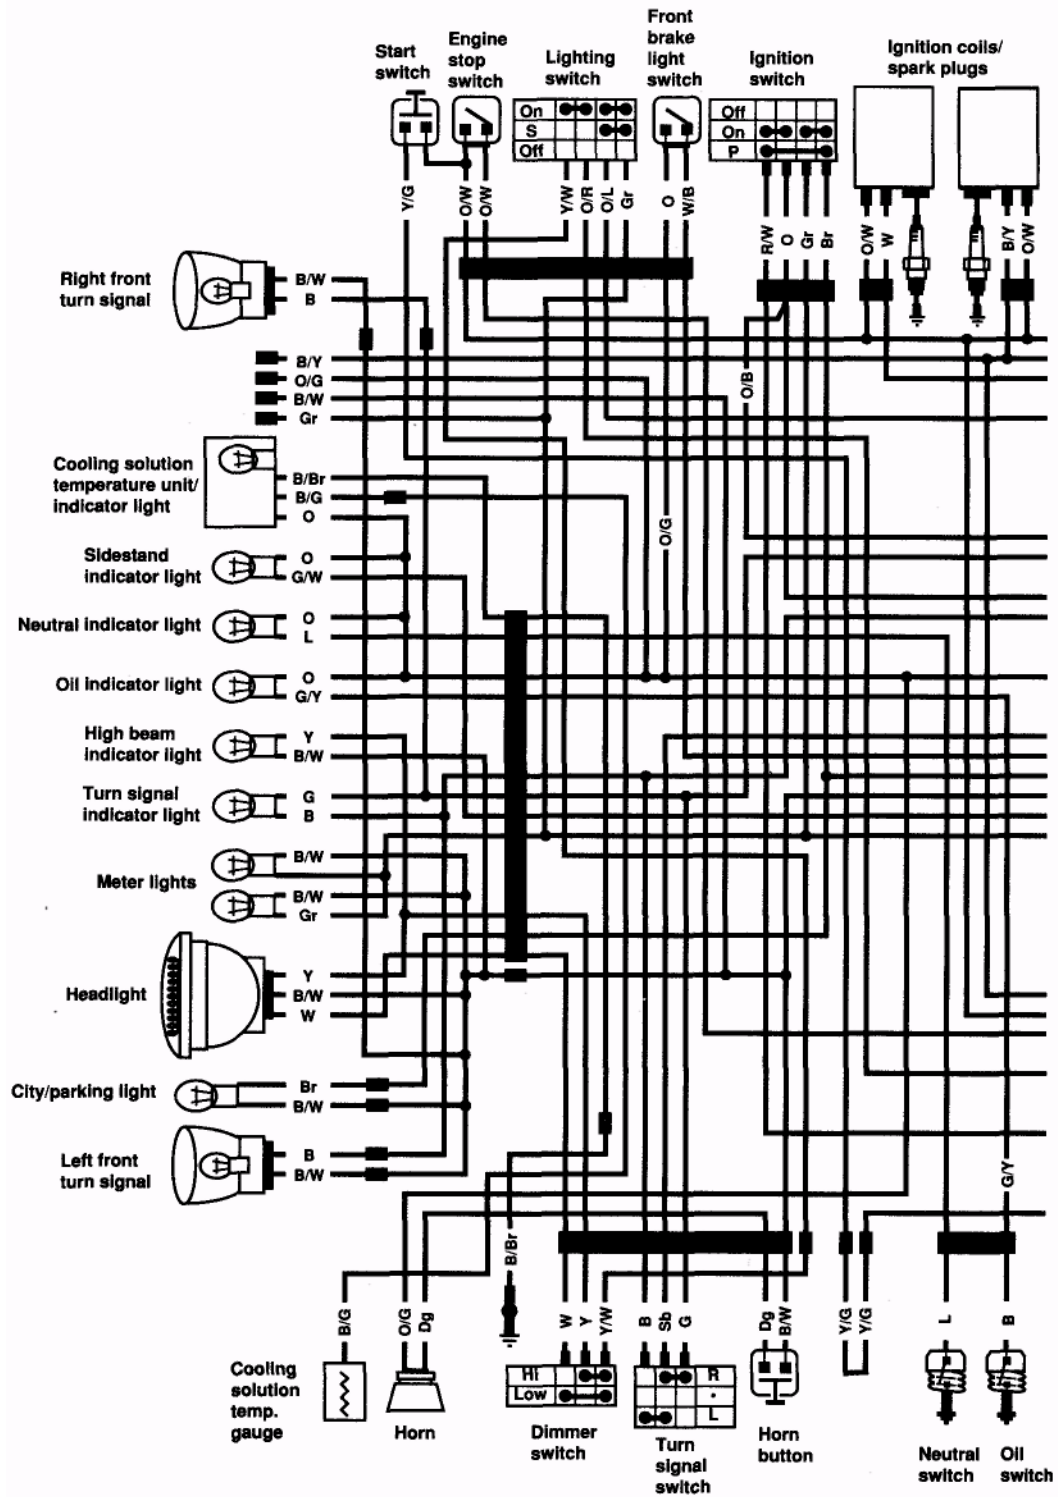 Start
switch
Engine
stop
switch
Lighting
switch
Front
brake
light
switch
Ignition
switch
Ignition coils/
spark plugs
On
S
Off
Off
On
P
Y/G
O/W
O/W
Y/W
O/R
O/L
Gr
O
W/B
R/W
O
Gr
Br
O/W
W
B/Y
O/W
Right front
turn signal
B/W
B
B/Y
O/G
B/W
Gr
O/B
Cooling solution
temperature unit/
indicator light
B/Br
B/G
O
O/G
Sidestand
indicator light
O
G/W
Neutral indicator light
O
L
Oil indicator light
O
G/Y
High beam
indicator light
Y
B/W
Turn signal
indicator light
G
B
Meter lights
B/W
B/W
Gr
Headlight
Y
B/W
W
City/parking light
Br
B/W
Left front
turn signal
B
B/W
G/Y
B/Br
B/G
O/G
Dg
W
Y
Y/W
B
Sb
G
Dg
B/W
Y/G
Y/G
L
B
Cooling
solution
temp.
gauge
Horn
Hi
Low
Dimmer
switch
R
L
Turn
signal
switch
Horn
button
Neutral
switch
Oil
switch